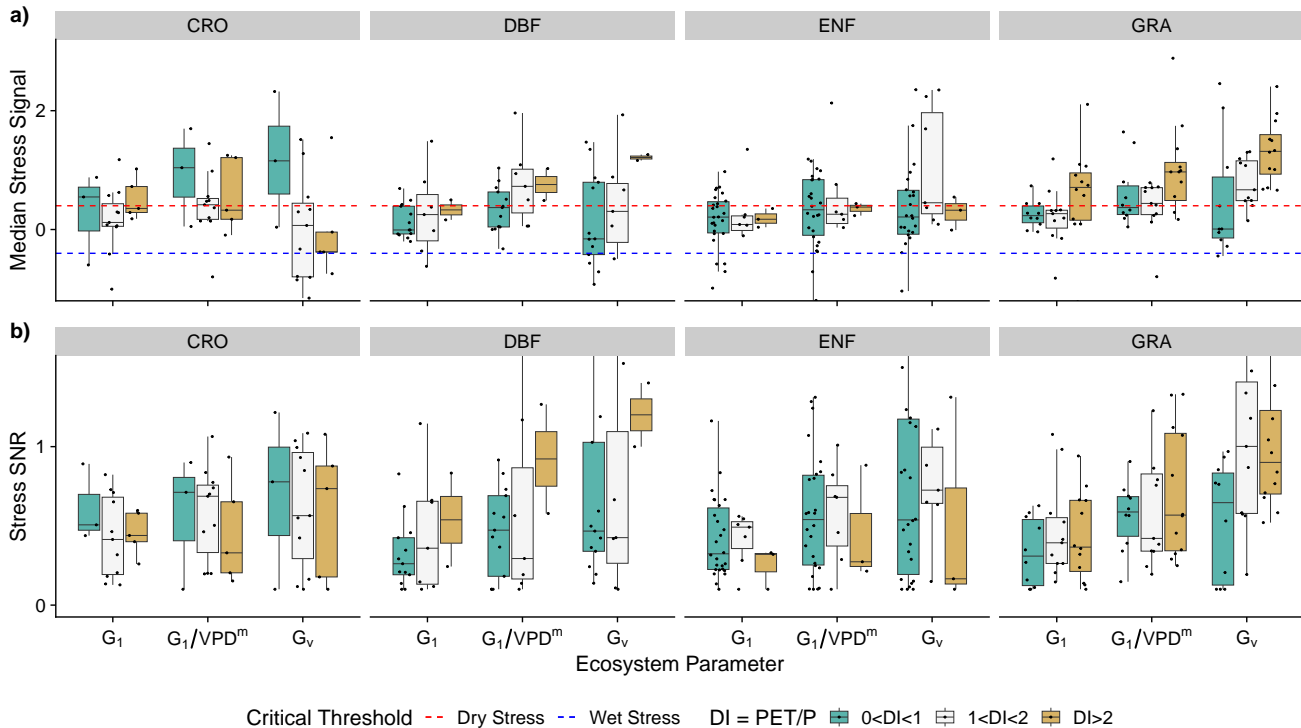 a)
CRO DBF ENF GRA
Median Stress Signal
2
0
b)
CRO DBF ENF GRA
Stress SNR
1
0
G₁ G₁/VPDᵐ Gᵥ G₁ G₁/VPDᵐ Gᵥ G₁ G₁/VPDᵐ Gᵥ G₁ G₁/VPDᵐ Gᵥ
Ecosystem Parameter
Critical Threshold Dry Stress Wet Stress DI = PET/P 0<DI<1 1<DI<2 DI>2